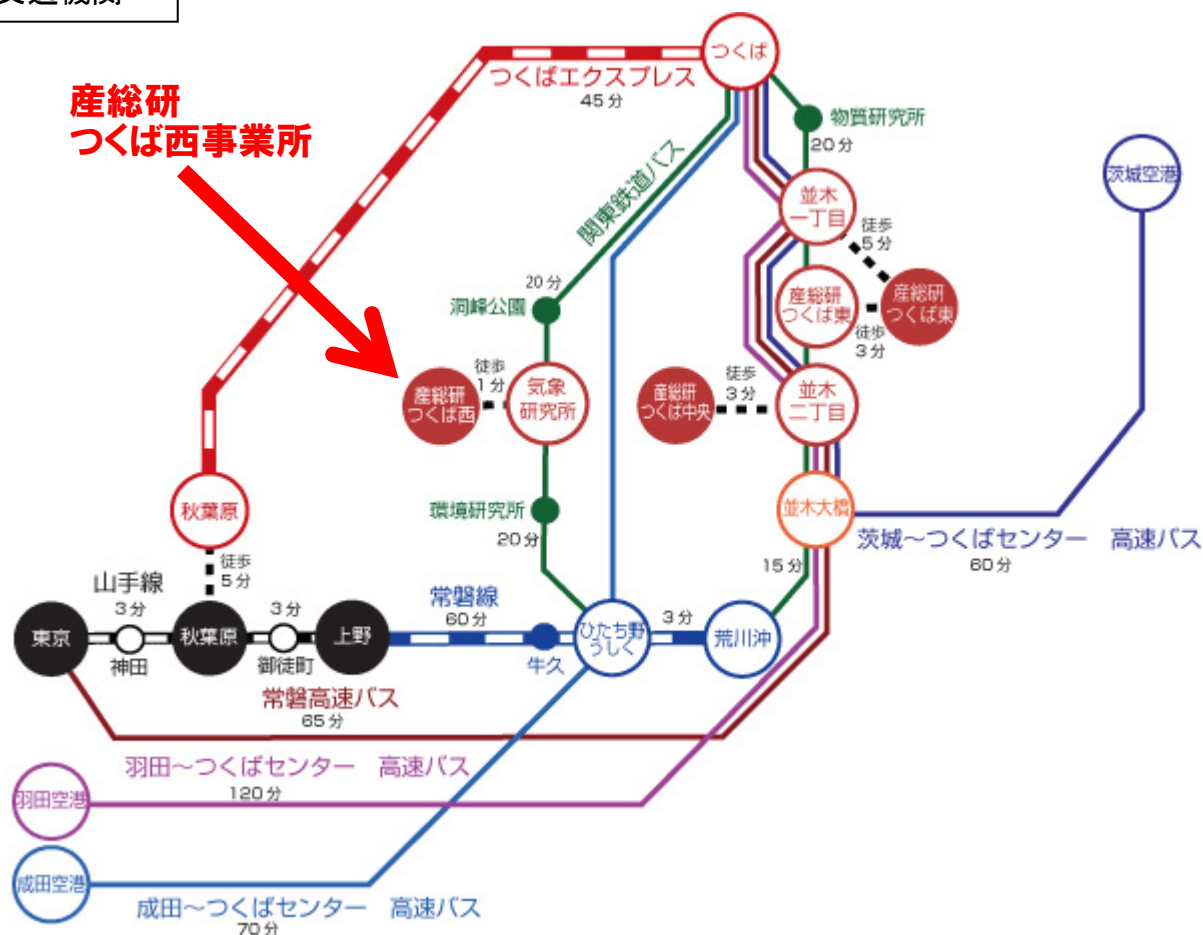 交通機関
つくば
つくばエクスプレス
45分
産総研
つくば西事業所
物質研究所
20分
茨城空港
関東鉄道バス
並木
一丁目
徒歩
5分
20分
洞峰公園
産総研
つくば東
産総研
つくば東
徒歩
3分
徒歩
1分
産総研
つくば西
気象
研究所
産総研
つくば中央
徒歩
3分
並木
二丁目
秋葉原
環境研究所
20分
並木大橋
茨城~つくばセンター 高速バス
60分
徒歩
5分
15分
山手線
3分
3分
常磐線
60分
3分
東京
秋葉原
上野
ひたち野
うしく
荒川沖
神田
御徒町
牛久
常磐高速バス
65分
羽田~つくばセンター 高速バス
120分
羽田空港
成田空港
成田~つくばセンター 高速バス
70分